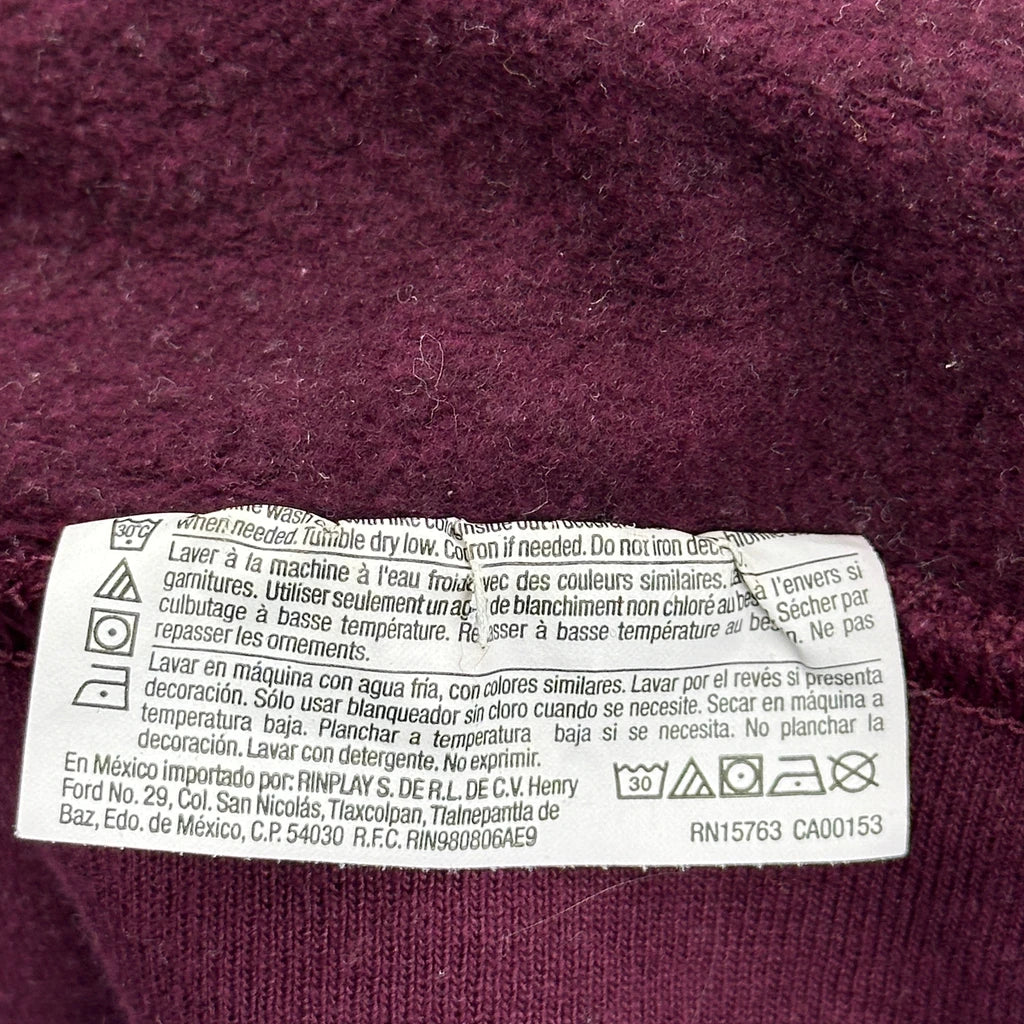 when needed. Tumble dry low. if needed. Do not iron
30°C
Laver à la machine à l'eau froide avec des couleurs similaires. à l'envers si
garnitures. Utiliser seulement un de blanchiment non chloré au Sécher par
culbutage à basse température. Repasser à basse température au Ne pas
repasser les ornements.
Lavar en máquina con agua fría, con colores similares. Lavar por el revés si presenta
decoración. Sólo usar blanqueador sin cloro cuando se necesite. Secar en máquina a
temperatura baja. Planchar a temperatura baja si se necesita. No planchar la
decoración. Lavar con detergente. No exprimir.
En México importado por: RINPLAY S. DE R.L. DE C.V. Henry
Ford No. 29, Col. San Nicolás, Tlaxcolpan, Tlalnepantla de
Baz, Edo. de México, C.P. 54030 R.F.C. RIN980806AE9
30
RN15763 CA00153